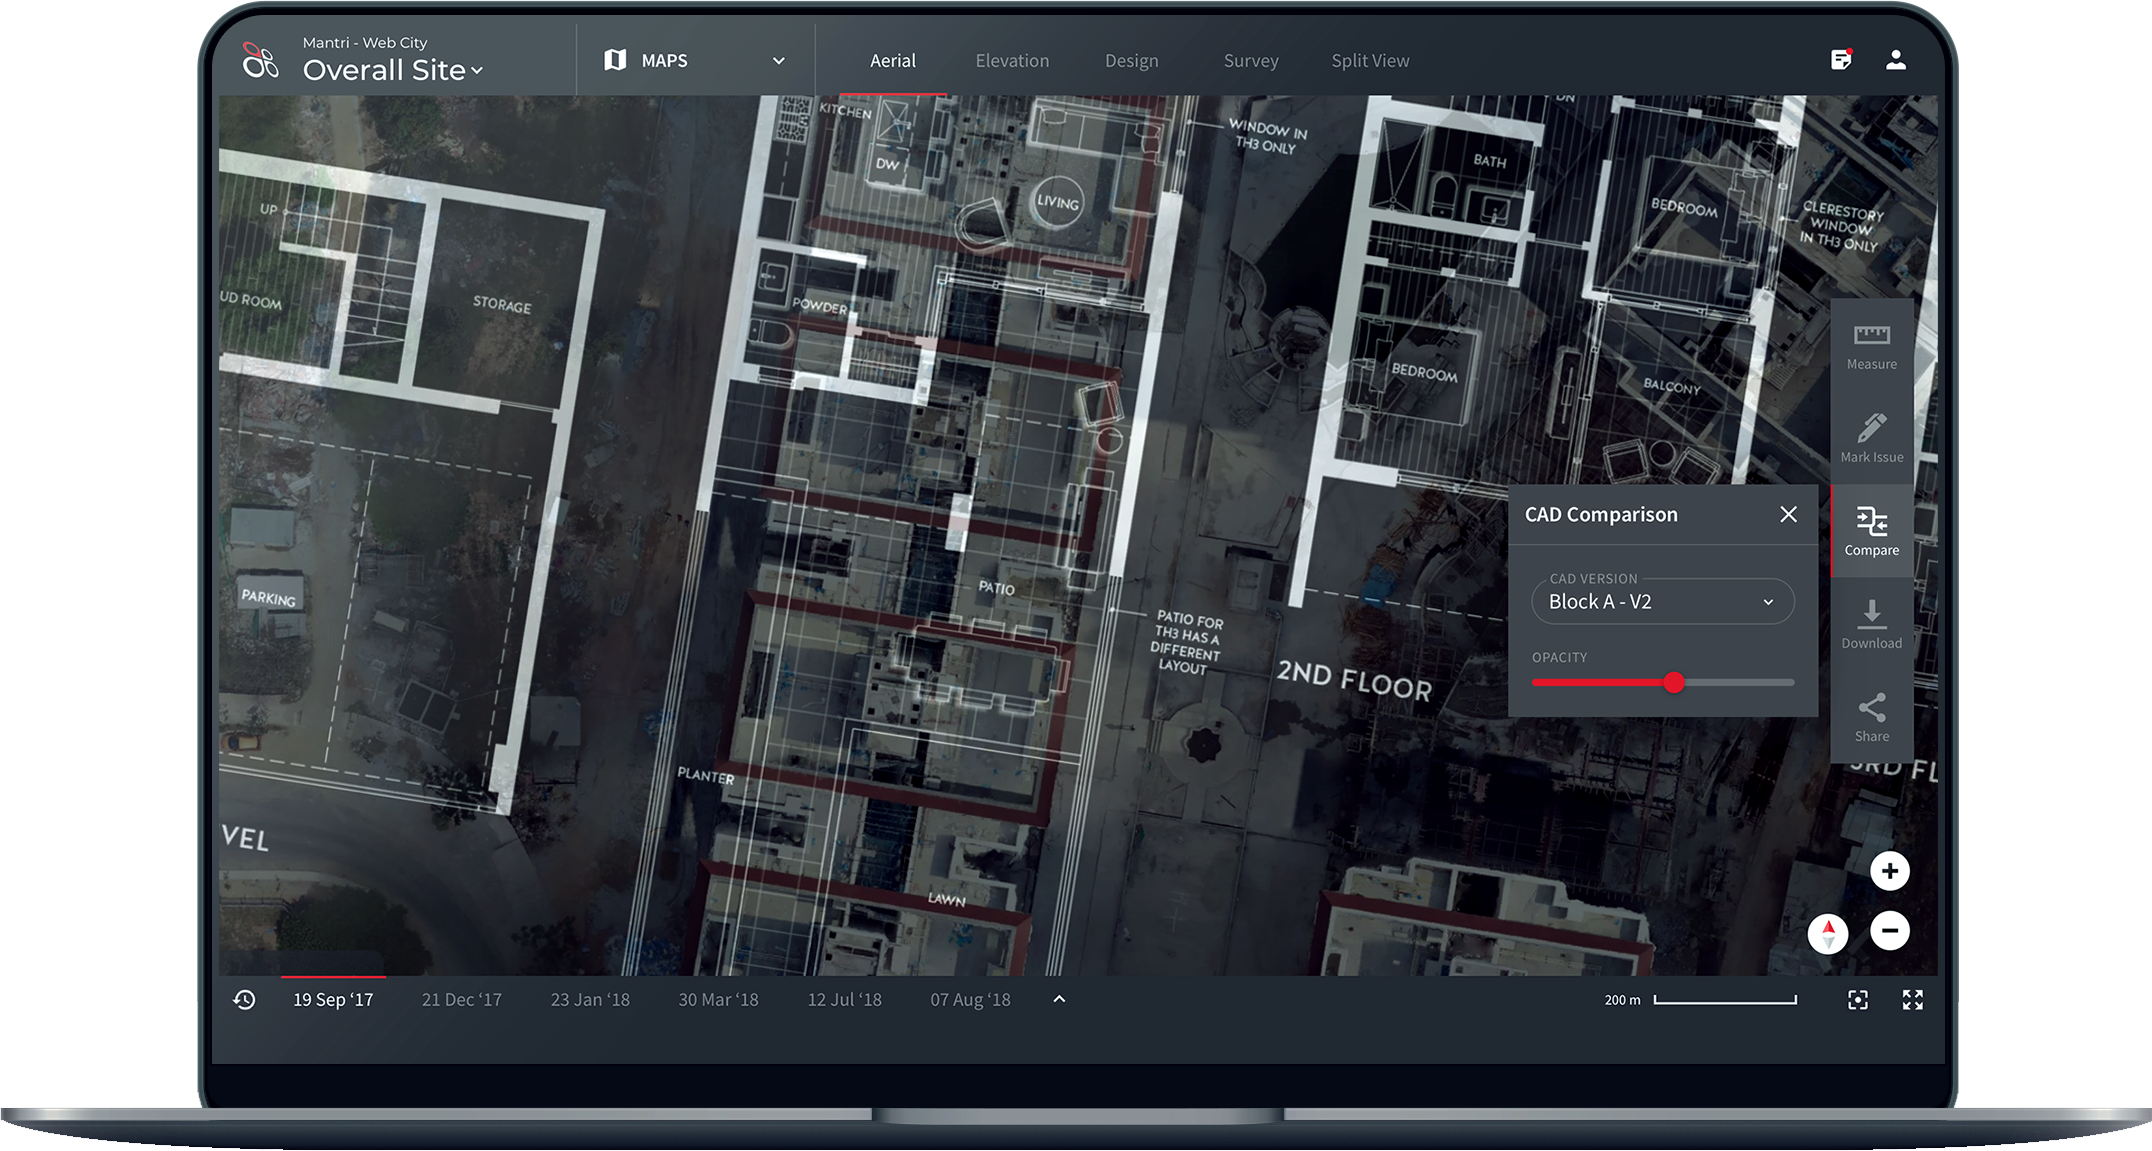 Mantri - Web City
Overall Site
MAPS
Aerial
Elevation
Design
Survey
Split View
KITCHEN
DW
LIVING
WINDOW IN
TH3 ONLY
DN
BATH
BEDROOM
CLERESTORY
WINDOW
IN TH3 ONLY
UP
UD ROOM
STORAGE
POWDER
BEDROOM
BALCONY
Measure
Mark Issue
Compare
Download
Share
CAD Comparison
CAD VERSION
Block A - V2
OPACITY
PARKING
PATIO
PATIO FOR
TH3 HAS A
DIFFERENT
LAYOUT
2ND FLOOR
3RD FL
PLANTER
VEL
LAWN
19 Sep ‘17
21 Dec ‘17
23 Jan ‘18
30 Mar ‘18
12 Jul ‘18
07 Aug ‘18
200 m